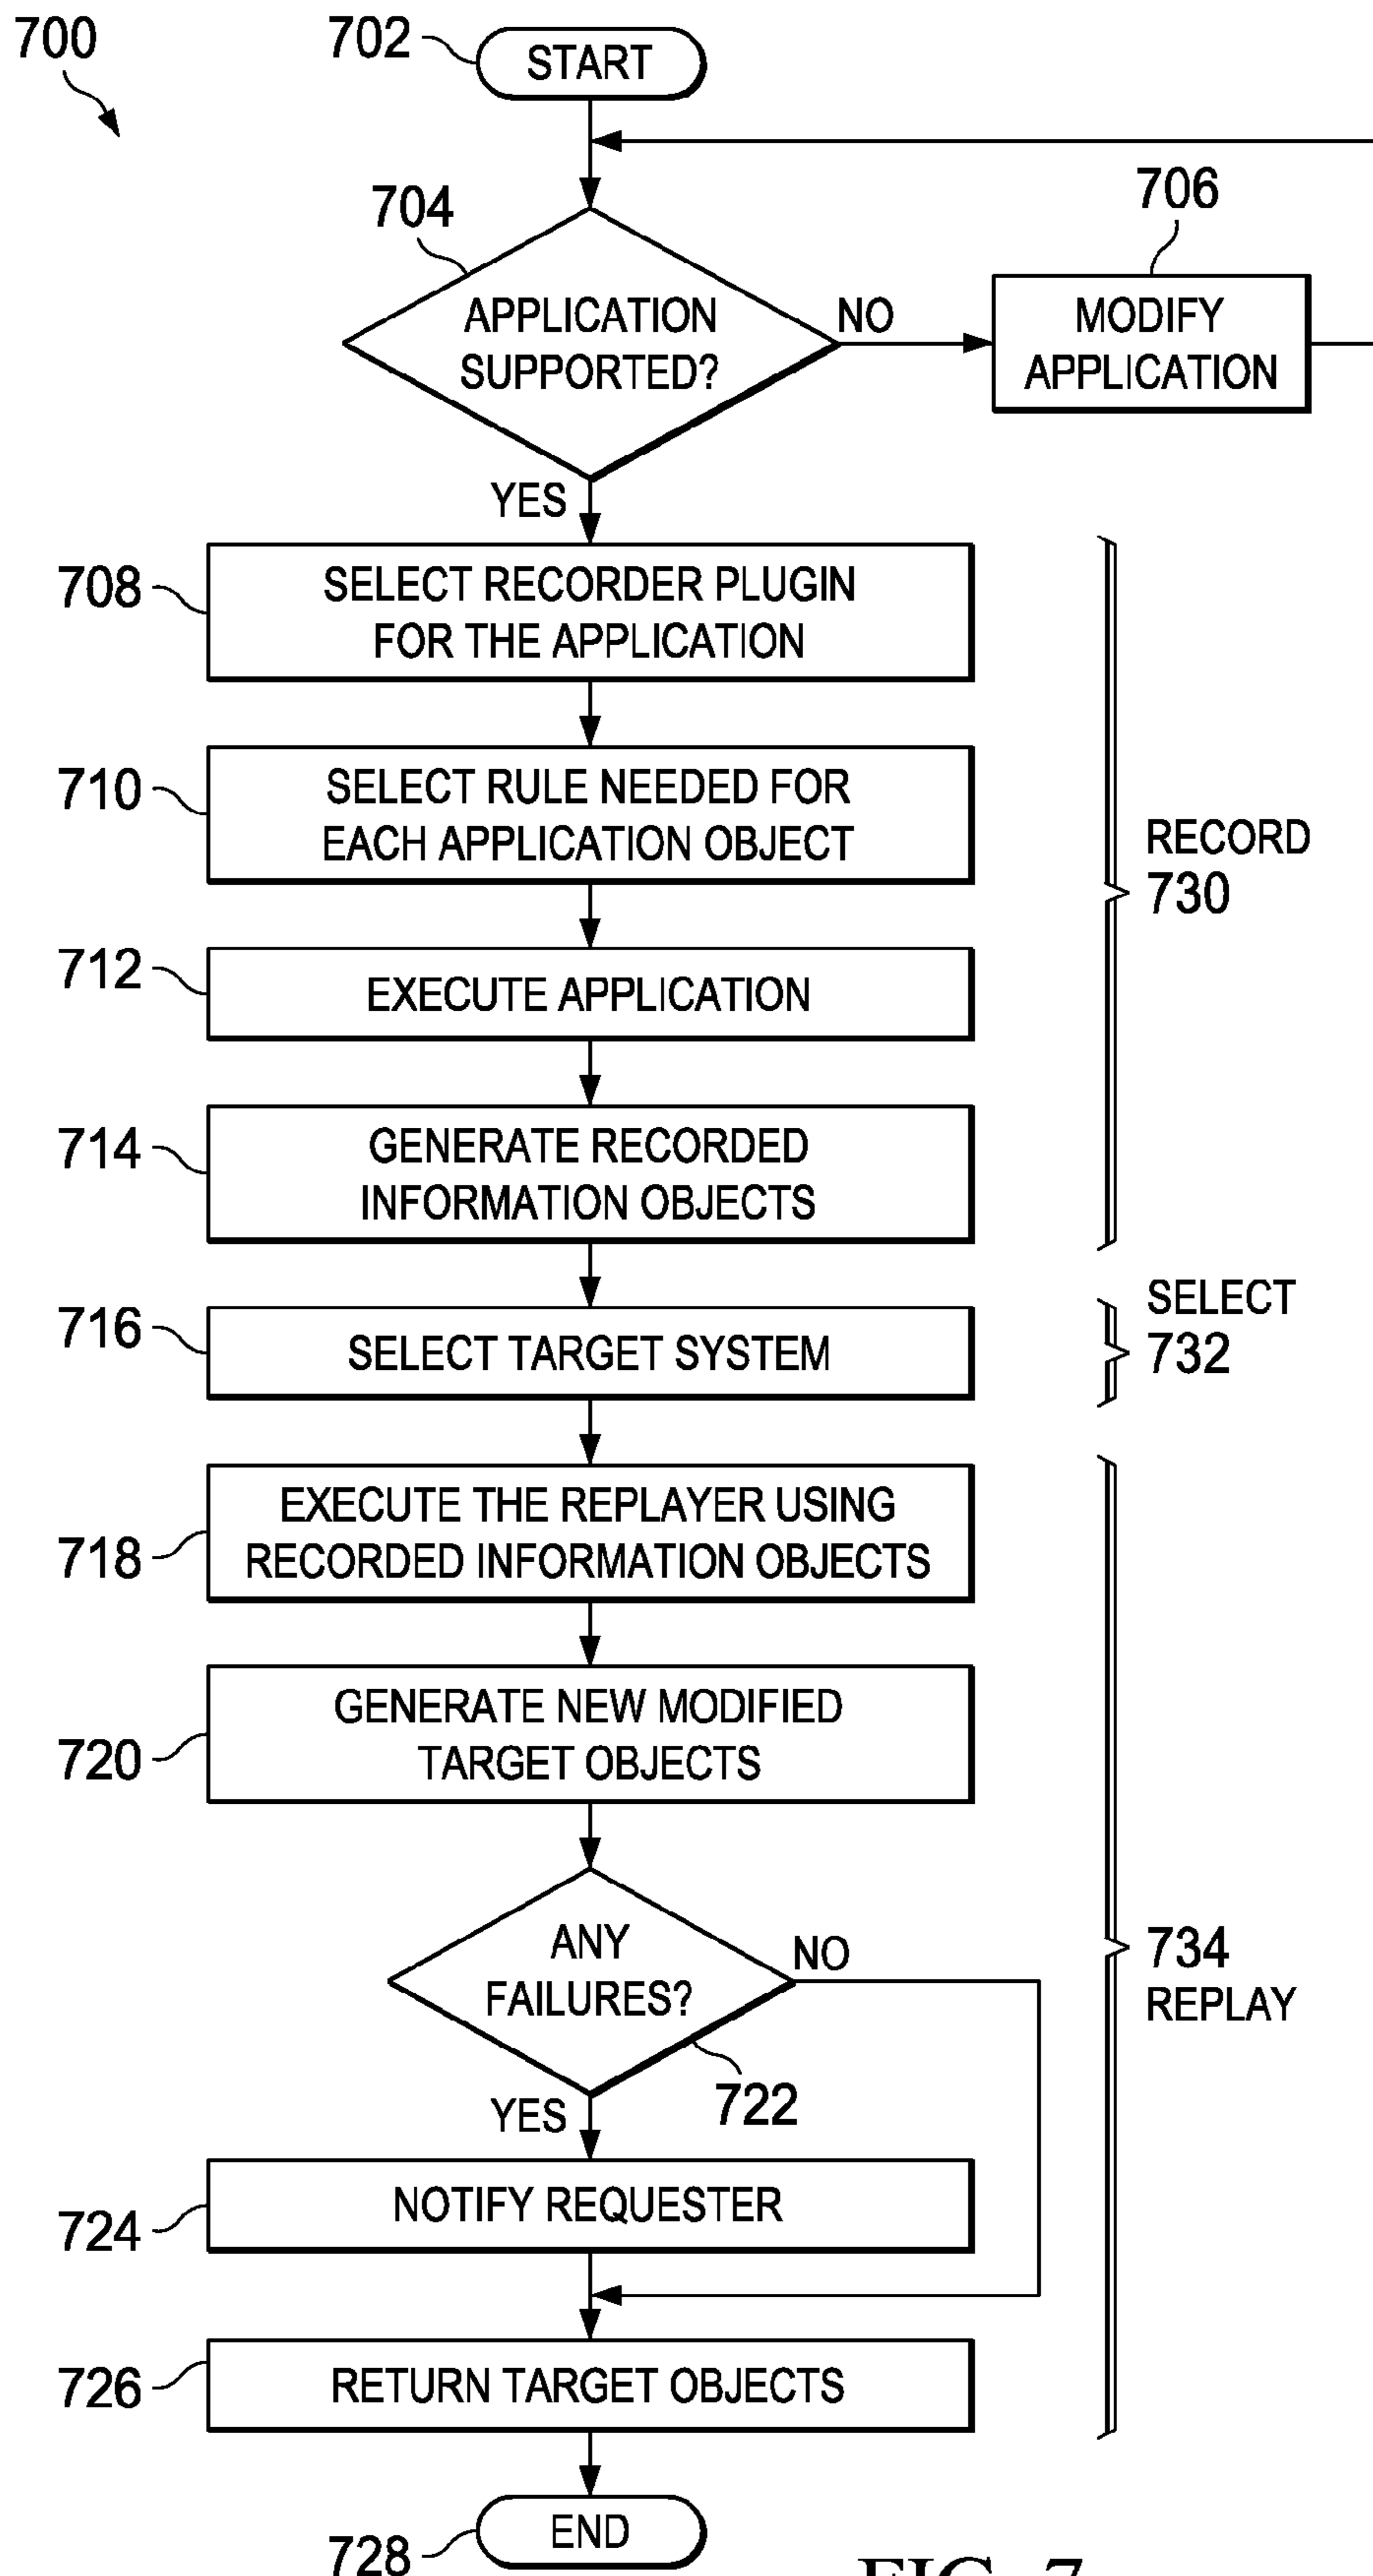 700
702
START
704
706
APPLICATION
SUPPORTED?
NO
MODIFY
APPLICATION
YES
708
SELECT RECORDER PLUGIN
FOR THE APPLICATION
710
SELECT RULE NEEDED FOR
EACH APPLICATION OBJECT
RECORD
730
712
EXECUTE APPLICATION
714
GENERATE RECORDED
INFORMATION OBJECTS
716
SELECT TARGET SYSTEM
SELECT
732
718
EXECUTE THE REPLAYER USING
RECORDED INFORMATION OBJECTS
720
GENERATE NEW MODIFIED
TARGET OBJECTS
ANY
FAILURES?
NO
734
REPLAY
722
YES
724
NOTIFY REQUESTER
726
RETURN TARGET OBJECTS
728
END
FIG. 7